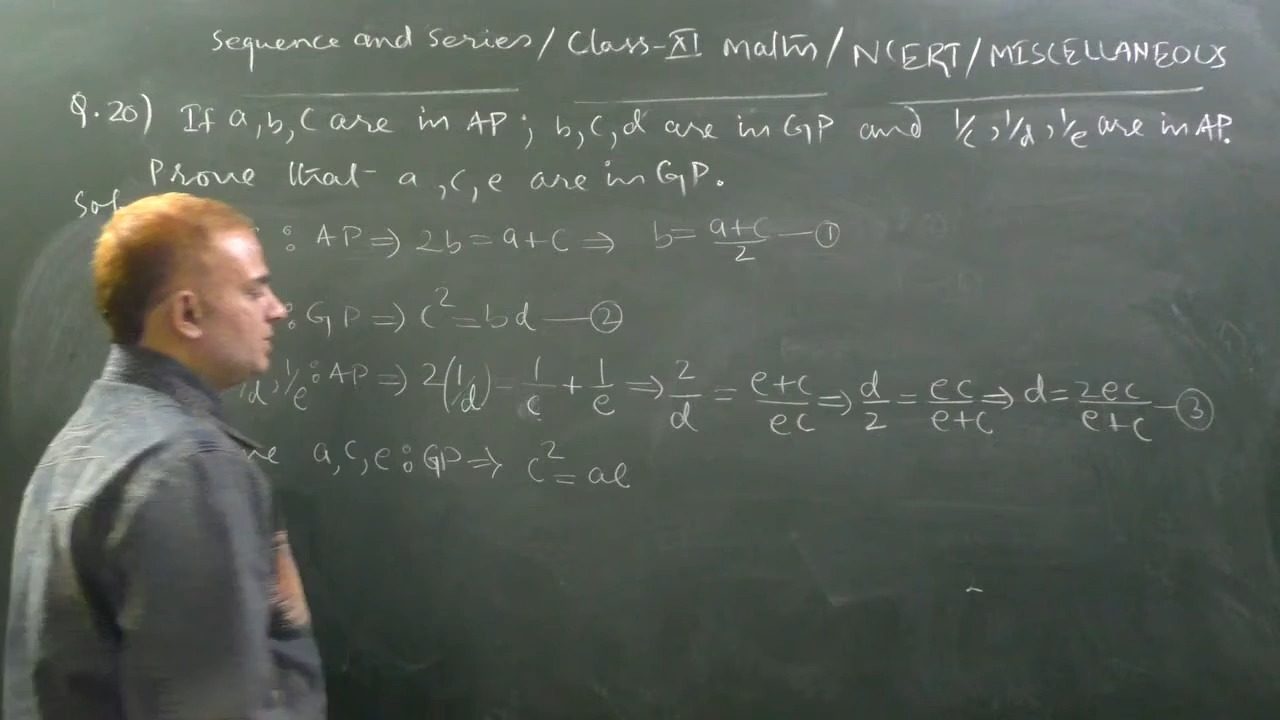 Sequence and Series/Class-XI Maths/NCERT/MISCELLANEOUS
Q.20) If a,b,c are in AP; b,c,d are in GP and 1/c, 1/d, 1/e are in AP.
Prove that a,c,e are in GP.
Sol
: AP ⇒ 2b = a+c ⇒ b = (a+c)/2 — ①
: GP ⇒ c² = bd — ②
d, 1/e : AP ⇒ 2(1/d) = 1/c + 1/e ⇒ 2/d = (e+c)/ec ⇒ d/2 = ec/(e+c) ⇒ d = 2ec/(e+c) — ③
a,c,e : GP ⇒ c² = ae